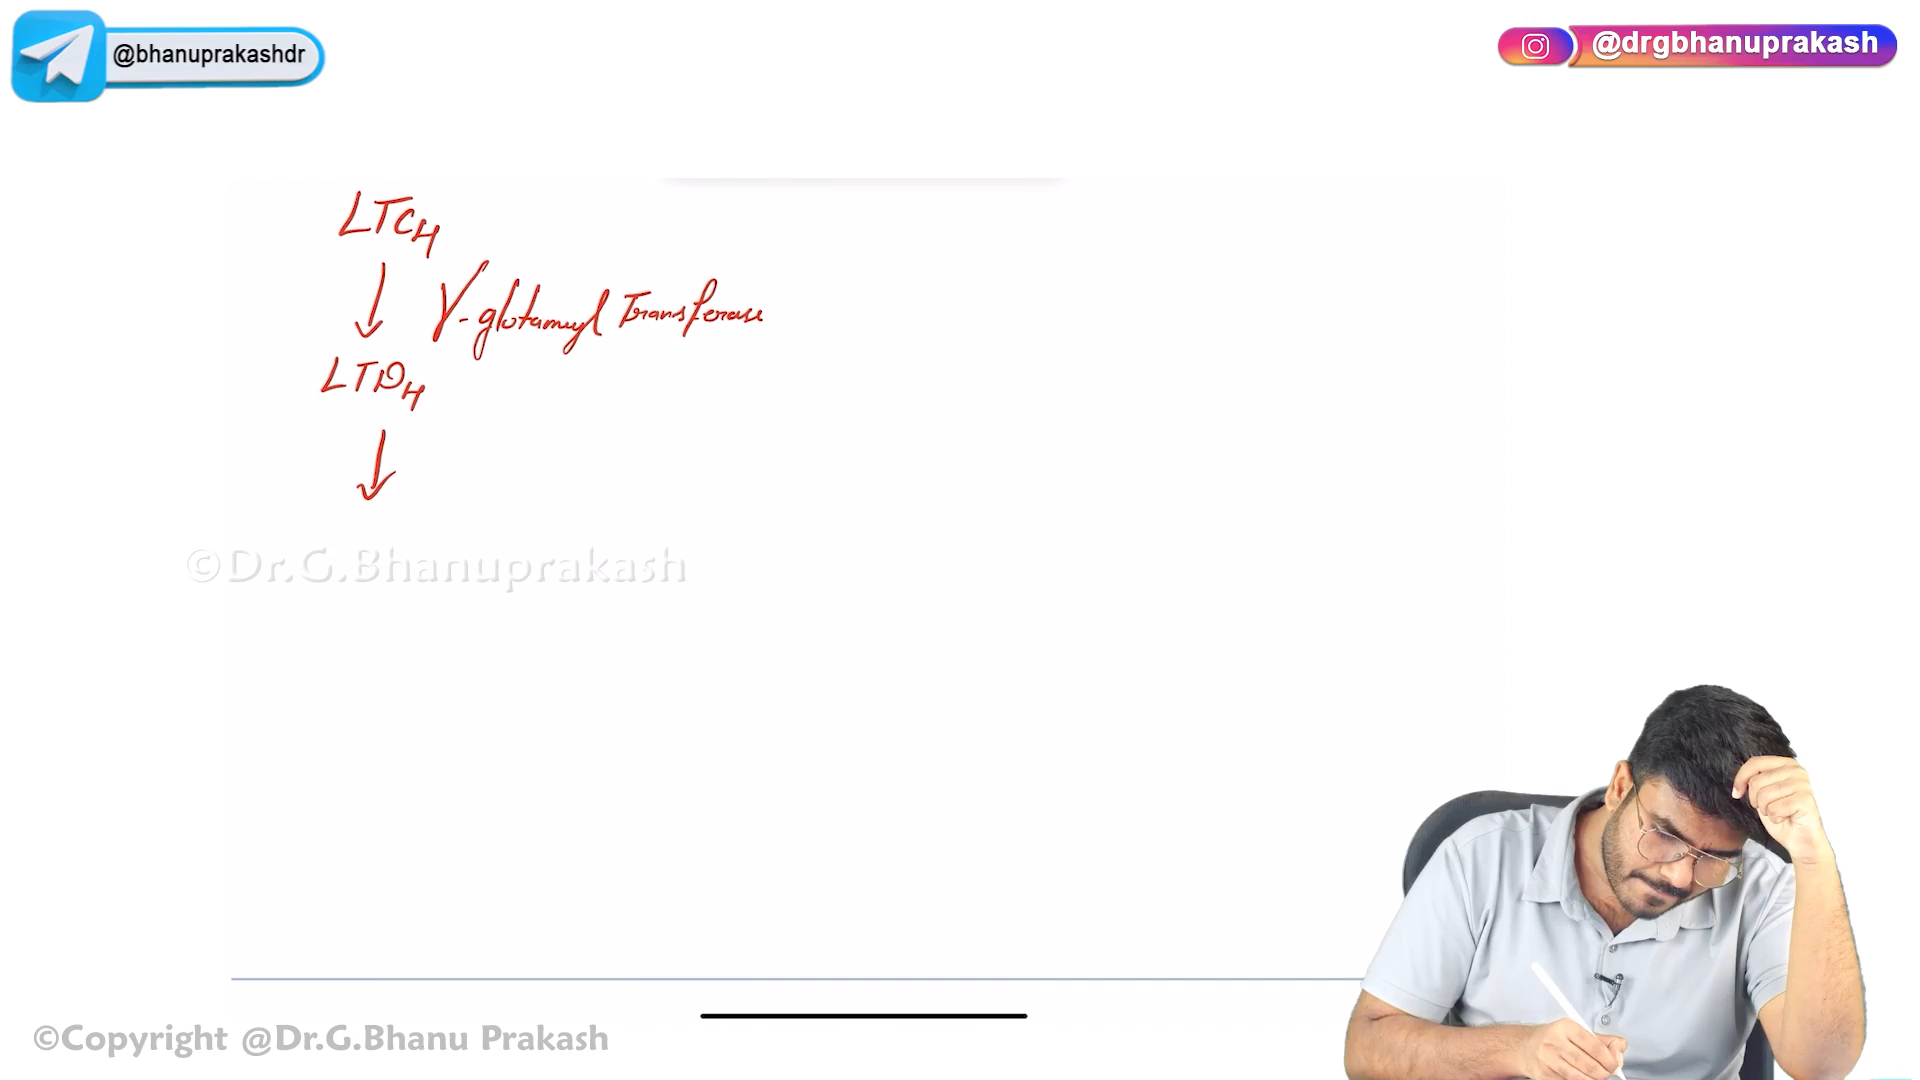 @bhanuprakashdr
@drgbhanuprakash
LTC4
γ-glutamyl Transferase
LTD4
©Dr.G.Bhanuprakash
©Copyright @Dr.G.Bhanu Prakash